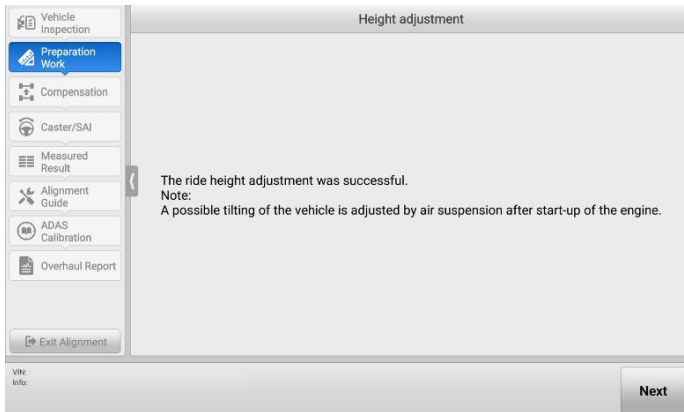 Vehicle
Inspection
Preparation
Work
Compensation
Caster/SAI
Measured
Result
Alignment
Guide
ADAS
Calibration
Overhaul Report
Exit Alignment
Height adjustment
The ride height adjustment was successful.
Note:
A possible tilting of the vehicle is adjusted by air suspension after start-up of the engine.
VIN:
Info:
Next